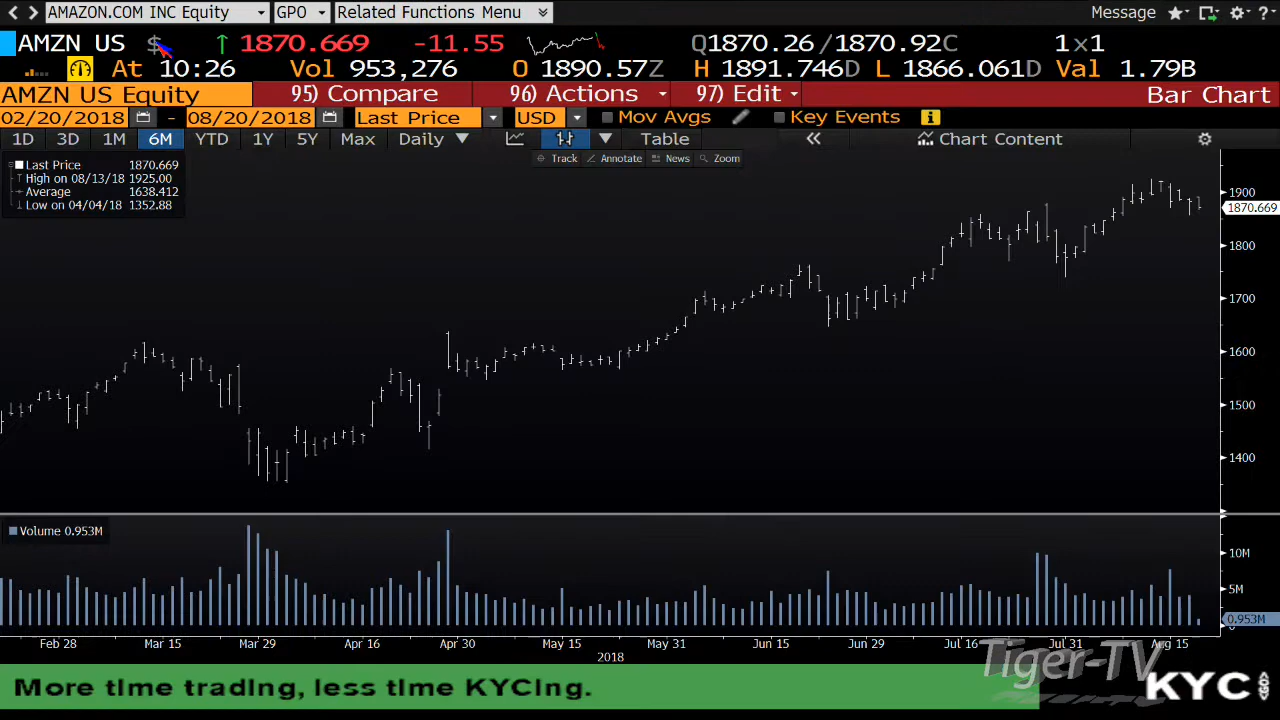 AMAZON.COM INC Equity GPO Related Functions Menu Message
AMZN US $ 1870.669 -11.55 Q1870.26/1870.92C 1×1
At 10:26 Vol 953,276 O 1890.57Z H 1891.746D L 1866.061D Val 1.79B
AMZN US Equity 95) Compare 96) Actions 97) Edit Bar Chart
02/20/2018 - 08/20/2018 Last Price USD Mov Avgs Key Events
1D 3D 1M 6M YTD 1Y 5Y Max Daily Table « Chart Content
Track Annotate News Zoom
Last Price 1870.669
High on 08/13/18 1925.00
Average 1638.412
Low on 04/04/18 1352.88
1900
1870.669
1800
1700
1600
1500
1400
Volume 0.953M
10M
5M
0.953M
0
Feb 28 Mar 15 Mar 29 Apr 16 Apr 30 May 15 May 31 Jun 15 Jun 29 Jul 16 Jul 31 Aug 15
2018
Tiger-TV
More time trading, less time KYCing.
KYC